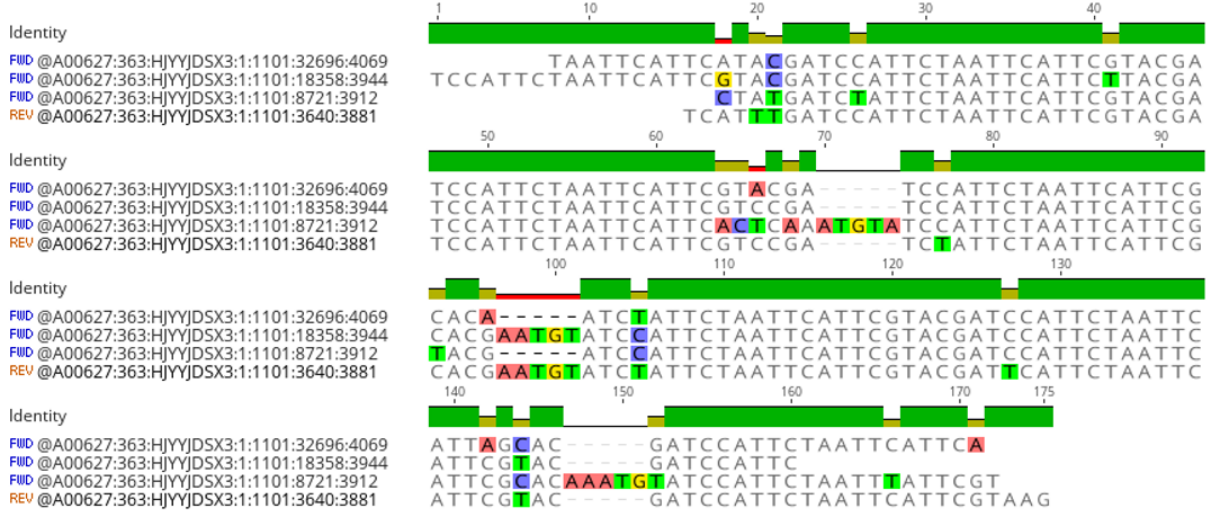 1 10 20 30 40
Identity
FWD @A00627:363:HJYYJDSX3:1:1101:32696:4069 TAATTCATTCATACGATCCATTCTAATTCATTCGTACGA
FWD @A00627:363:HJYYJDSX3:1:1101:18358:3944 TCCATTCTAATTCATTCGTACGATCCATTCTAATTCATTCTTACGA
FWD @A00627:363:HJYYJDSX3:1:1101:8721:3912 CTATGATCTATTCTAATTCATTCGTACGA
REV @A00627:363:HJYYJDSX3:1:1101:3640:3881 TCATTTGATCCATTCTAATTCATTCGTACGA
50 60 70 80 90
Identity
FWD @A00627:363:HJYYJDSX3:1:1101:32696:4069 TCCATTCTAATTCATTCGTACGA-----TCCATTCTAATTCATTCG
FWD @A00627:363:HJYYJDSX3:1:1101:18358:3944 TCCATTCTAATTCATTCGTCCGA-----TCCATTCTAATTCATTCG
FWD @A00627:363:HJYYJDSX3:1:1101:8721:3912 TCCATTCTAATTCATTCACTCAAATGTATCCATTCTAATTCATTCG
REV @A00627:363:HJYYJDSX3:1:1101:3640:3881 TCCATTCTAATTCATTCGTCCGA-----TCTATTCTAATTCATTCG
100 110 120 130
Identity
FWD @A00627:363:HJYYJDSX3:1:1101:32696:4069 CACA-----ATCTATTCTAATTCATTCGTACGATCCATTCTAATTC
FWD @A00627:363:HJYYJDSX3:1:1101:18358:3944 CACGAATGTATCCATTCTAATTCATTCGTACGATCCATTCTAATTC
FWD @A00627:363:HJYYJDSX3:1:1101:8721:3912 TACG-----ATCCATTCTAATTCATTCGTACGATCCATTCTAATTC
REV @A00627:363:HJYYJDSX3:1:1101:3640:3881 CACGAATGTATCTATTCTAATTCATTCGTACGATTCATTCTAATTC
140 150 160 170 175
Identity
FWD @A00627:363:HJYYJDSX3:1:1101:32696:4069 ATTAGCAC-----GATCCATTCTAATTCATTCA
FWD @A00627:363:HJYYJDSX3:1:1101:18358:3944 ATTCGTAC-----GATCCATTC
FWD @A00627:363:HJYYJDSX3:1:1101:8721:3912 ATTCGCACAAATGTATCCATTCTAATTTATTCGT
REV @A00627:363:HJYYJDSX3:1:1101:3640:3881 ATTCGTAC-----GATCCATTCTAATTCATTCGTAAG